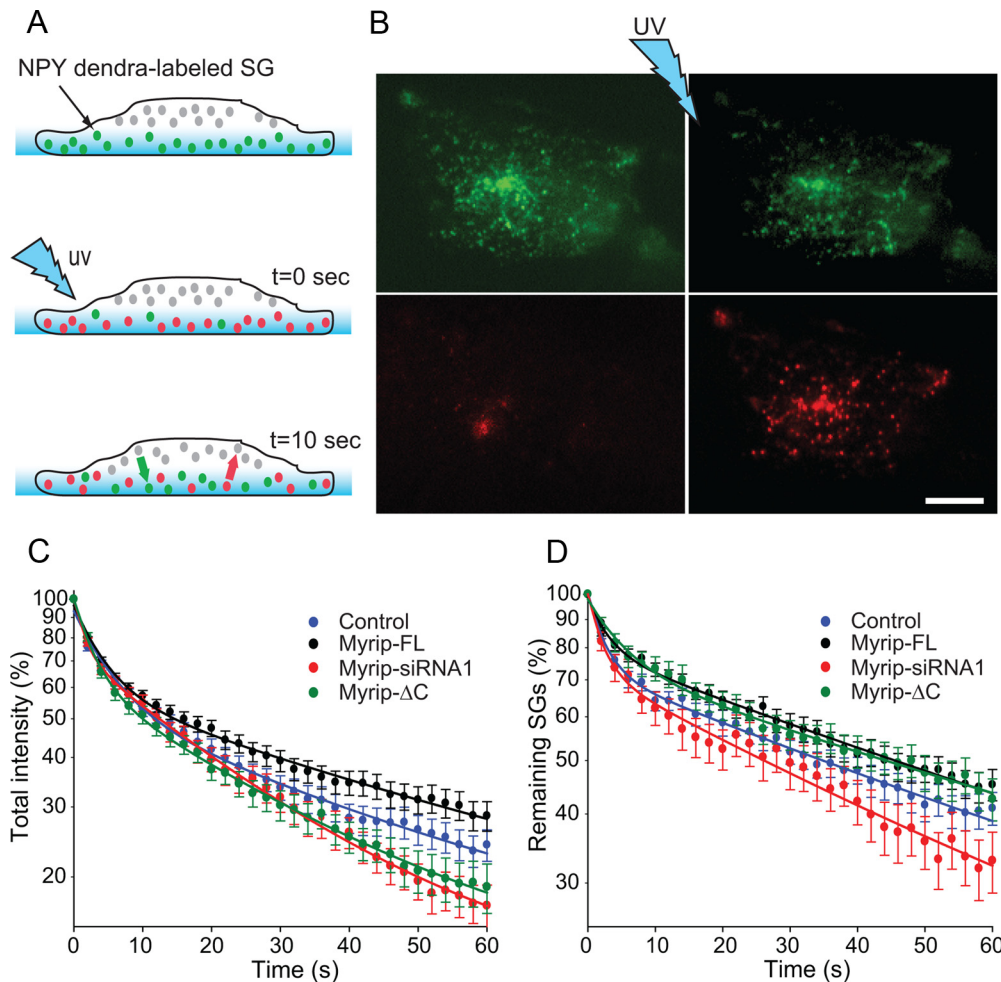 A
NPY dendra-labeled SG
uv
t=0 sec
t=10 sec
B
UV
C
Total intensity (%)
100
90
80
70
60
50
40
30
20
0
10
20
30
40
50
60
Time (s)
Control
Myrip-FL
Myrip-siRNA1
Myrip-ΔC
D
Remaining SGs (%)
100
90
80
70
60
50
40
30
0
10
20
30
40
50
60
Time (s)
Control
Myrip-FL
Myrip-siRNA1
Myrip-ΔC